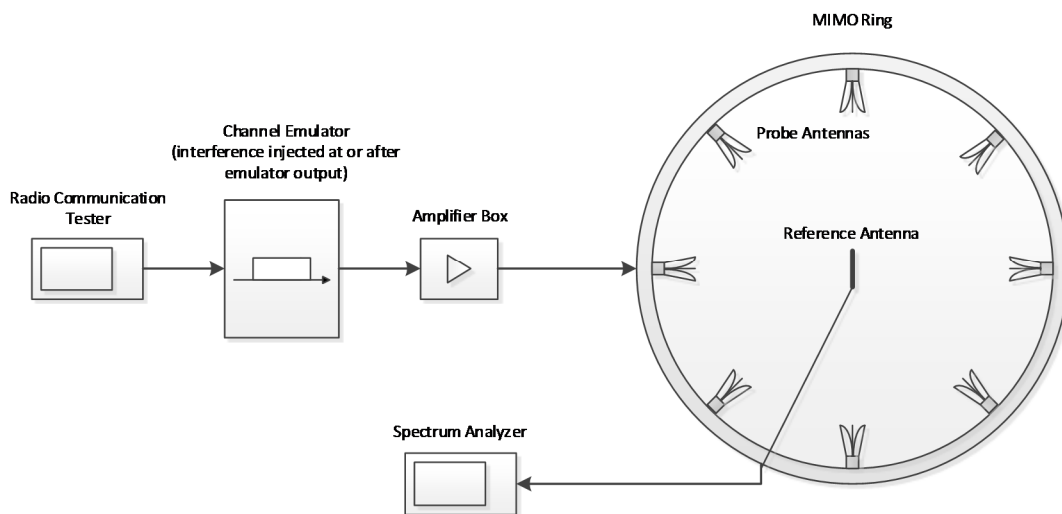 MIMO Ring
Channel Emulator
(interference injected at or after
emulator output)
Probe Antennas
Radio Communication
Tester
Amplifier Box
Reference Antenna
Spectrum Analyzer